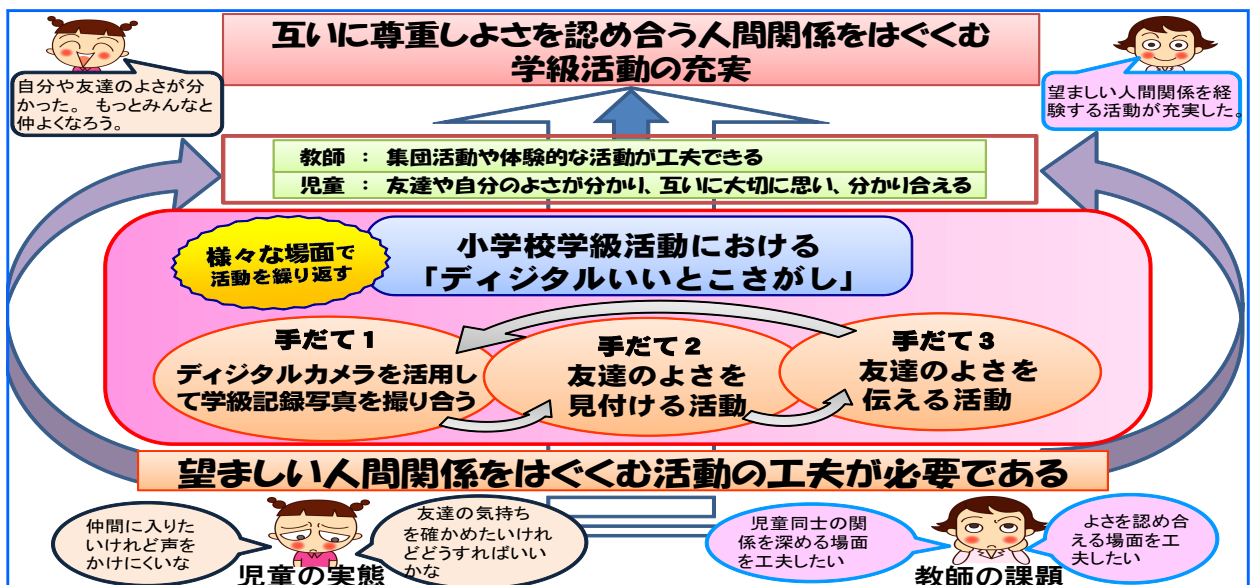 互いに尊重しよさを認め合う人間関係をはぐくむ
学級活動の充実
自分や友達のよさが分
かった。 もっとみんなと
仲よくなろう。
望ましい人間関係を経
験する活動が充実した。
教師 ： 集団活動や体験的な活動が工夫できる
児童 ： 友達や自分のよさが分かり、互いに大切に思い、分かり合える
様々な場面で
活動を繰り返す
小学校学級活動における
「ディジタルいいとこさがし」
手だて１
ディジタルカメラを活用し
て学級記録写真を撮り合う
手だて２
友達のよさを
見付ける活動
手だて３
友達のよさを
伝える活動
望ましい人間関係をはぐくむ活動の工夫が必要である
仲間に入りた
いけれど声を
かけにくいな
友達の気持ち
を確かめたいけれ
どどうすればいい
かな
児童の実態
児童同士の関
係を深める場面
を工夫したい
よさを認め合
える場面を工
夫したい
教師の課題